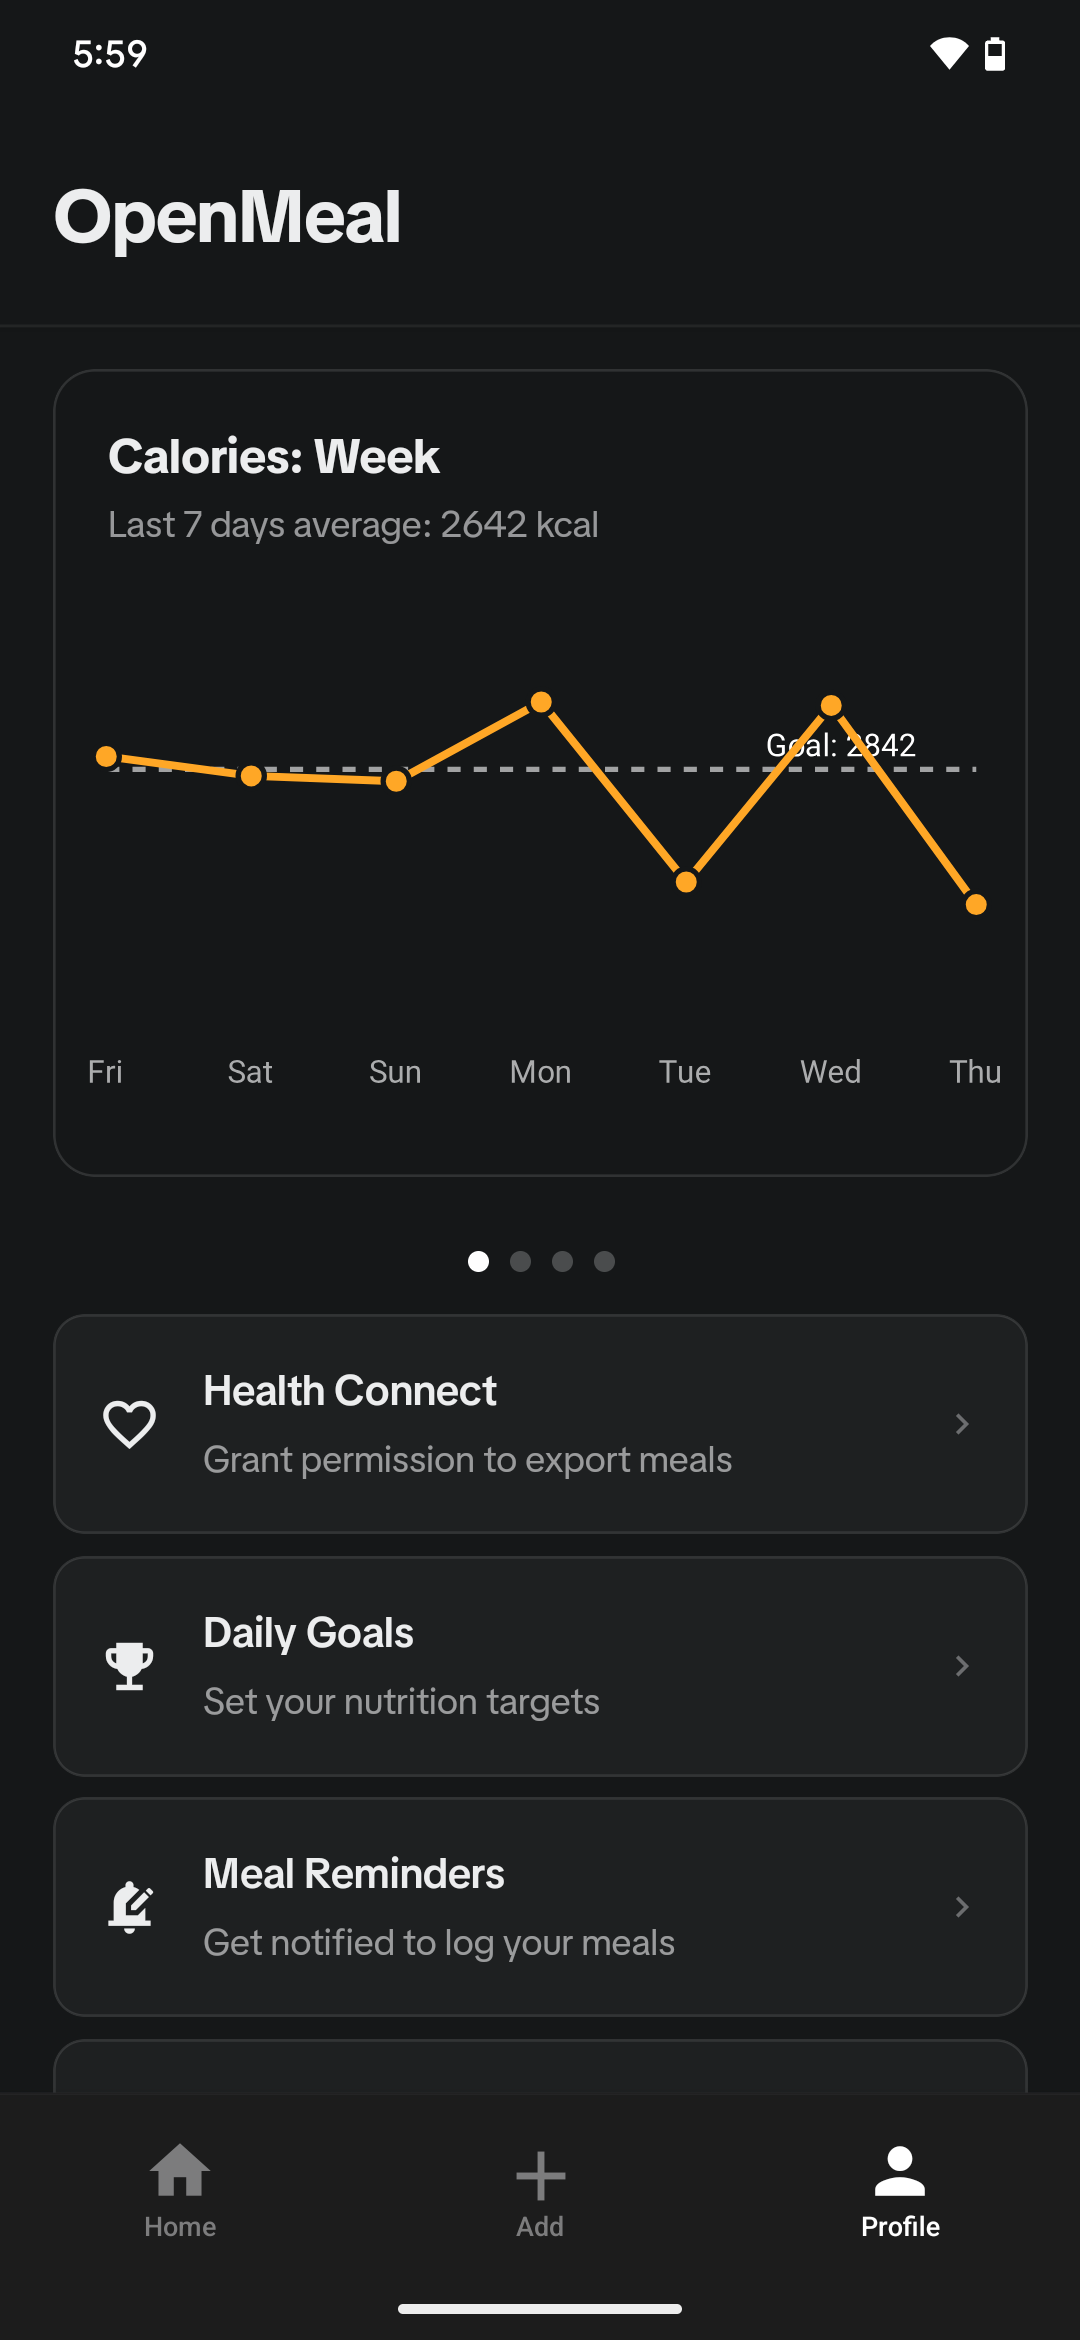 5:59
OpenMeal
Calories: Week
Last 7 days average: 2642 kcal
Goal: 2842
Fri Sat Sun Mon Tue Wed Thu
Health Connect
Grant permission to export meals
Daily Goals
Set your nutrition targets
Meal Reminders
Get notified to log your meals
Home Add Profile